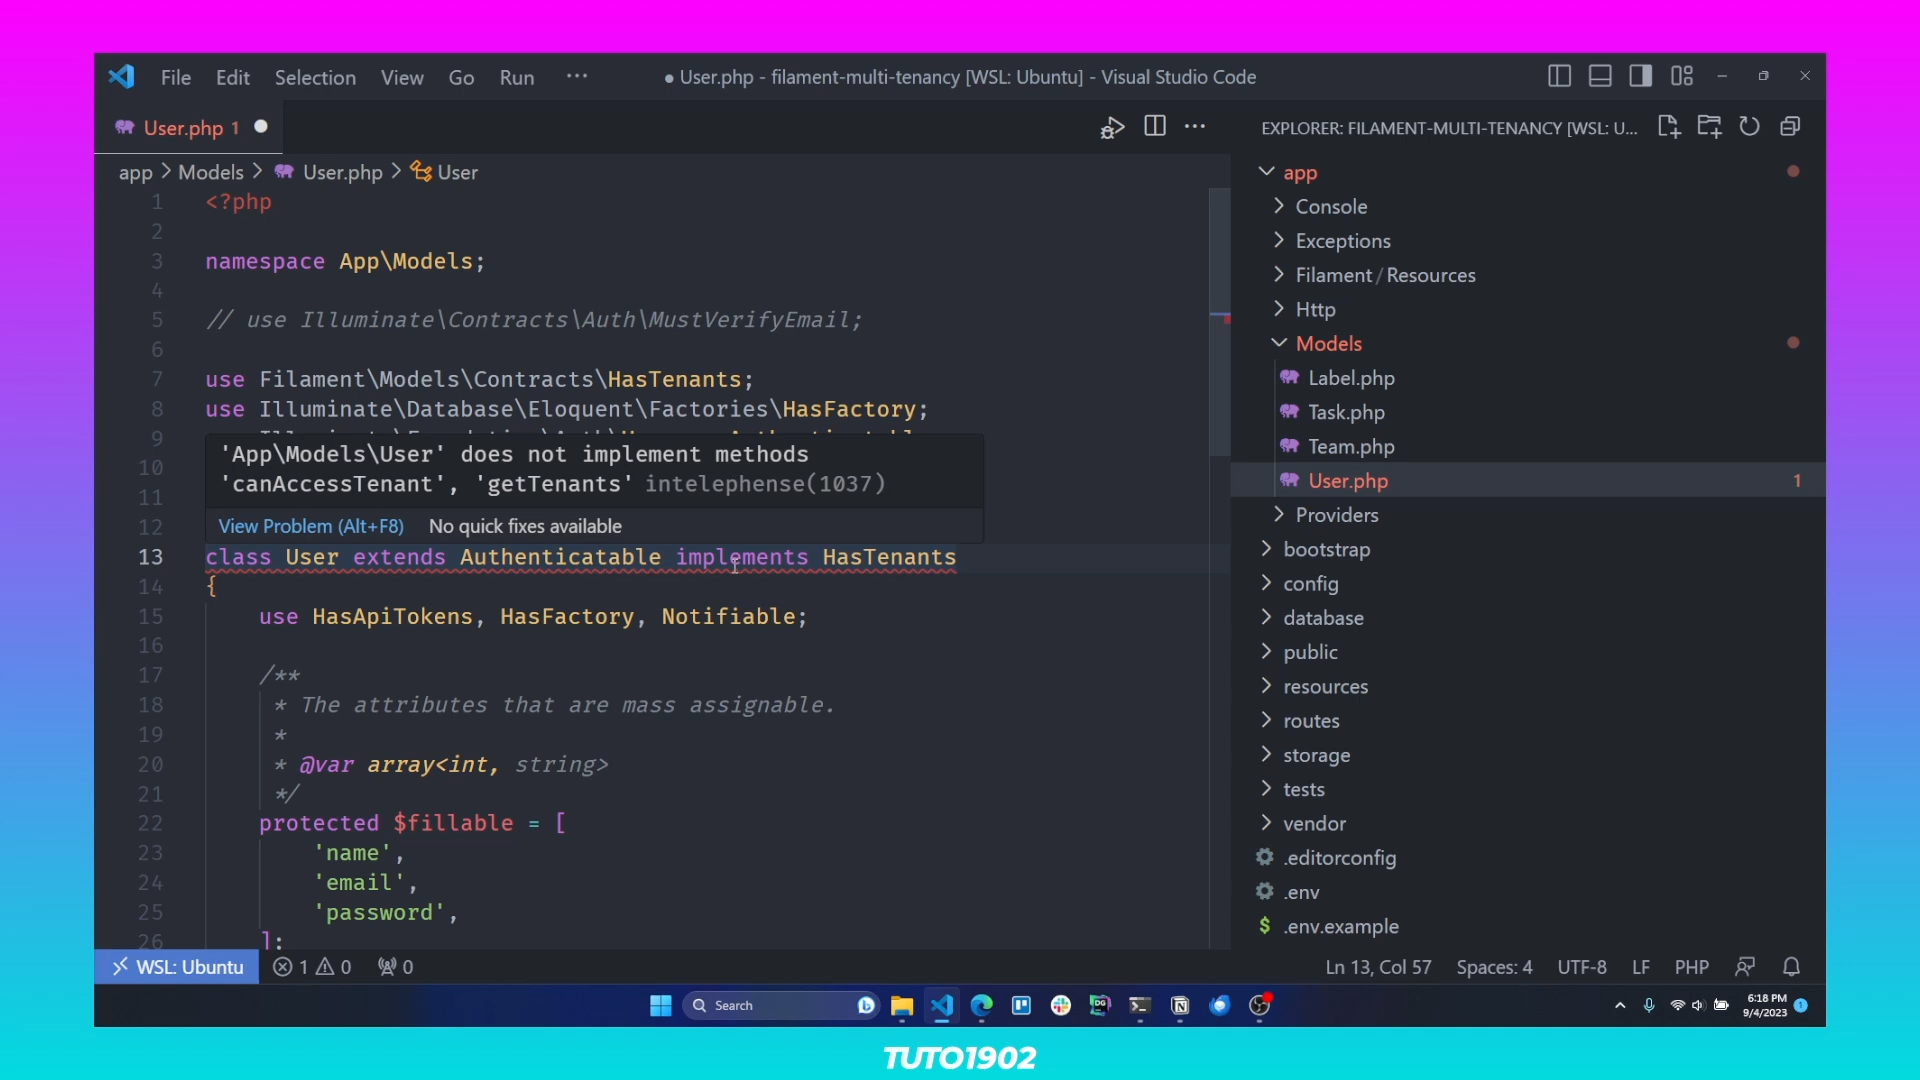 File Edit Selection View Go Run ···
● User.php - filament-multi-tenancy [WSL: Ubuntu] - Visual Studio Code
User.php 1
app > Models > User.php > User
1 <?php
2
3 namespace App\Models;
4
5 // use Illuminate\Contracts\Auth\MustVerifyEmail;
6
7 use Filament\Models\Contracts\HasTenants;
8 use Illuminate\Database\Eloquent\Factories\HasFactory;
9
'App\Models\User' does not implement methods
10
'canAccessTenant', 'getTenants' intelephense(1037)
11
12
View Problem (Alt+F8) No quick fixes available
13 class User extends Authenticatable implements HasTenants
14 {
15 use HasApiTokens, HasFactory, Notifiable;
16
17 /**
18 * The attributes that are mass assignable.
19 *
20 * @var array<int, string>
21 */
22 protected $fillable = [
23 'name',
24 'email',
25 'password',
26 ];
EXPLORER: FILAMENT-MULTI-TENANCY [WSL: U...
app
Console
Exceptions
Filament / Resources
Http
Models
Label.php
Task.php
Team.php
User.php 1
Providers
bootstrap
config
database
public
resources
routes
storage
tests
vendor
.editorconfig
.env
$ .env.example
WSL: Ubuntu 1 0 0
Ln 13, Col 57 Spaces: 4 UTF-8 LF PHP
Search
DG
N
6:18 PM
9/4/2023
1
TUTO1902